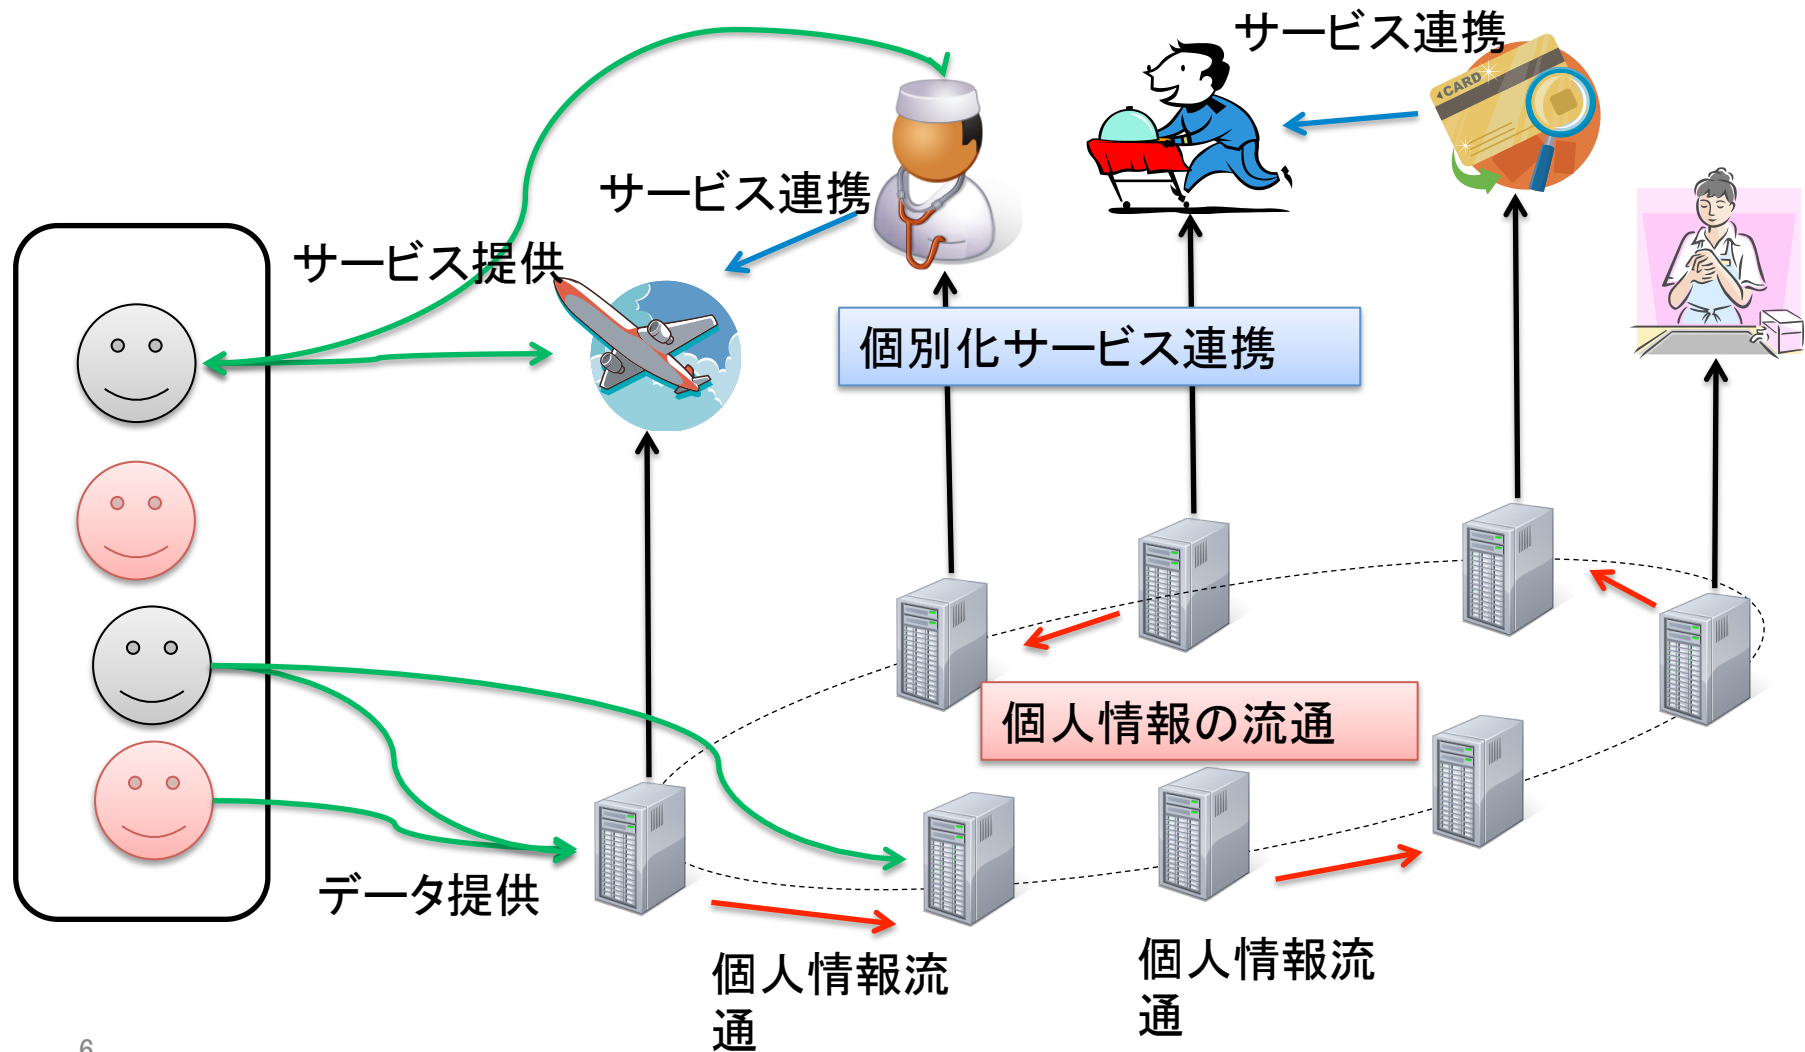 サービス連携
CARD
サービス連携
サービス提供
個別化サービス連携
個人情報の流通
データ提供
個人情報流
通
個人情報流
通
6